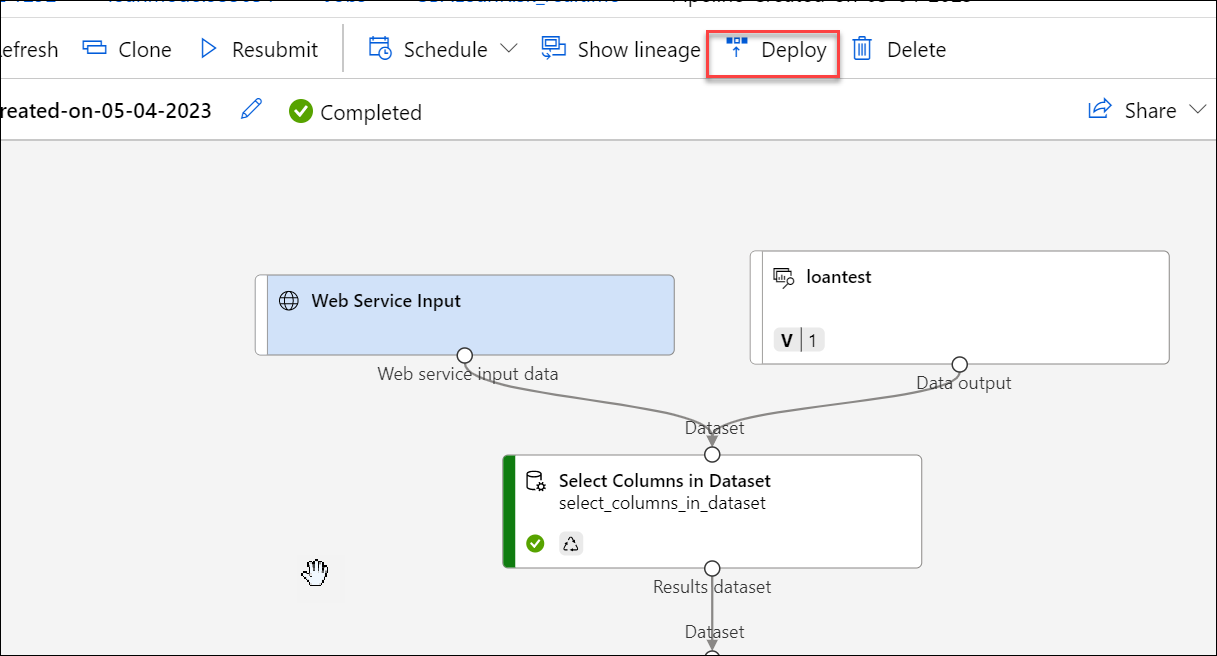 efresh Clone Resubmit Schedule Show lineage Deploy Delete
reated-on-05-04-2023 Completed Share
loantest
Web Service Input
V 1
Web service input data
Data output
Dataset
Select Columns in Dataset
select_columns_in_dataset
Results dataset
Dataset